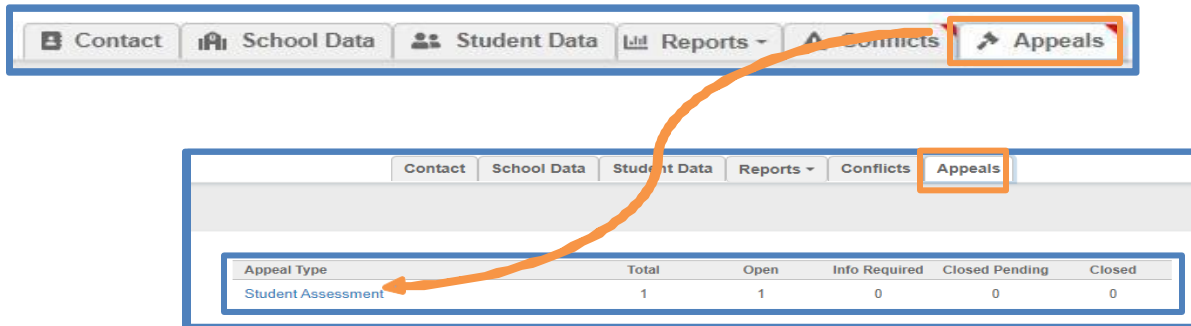 Contact School Data Student Data Reports Conflicts Appeals
Contact School Data Student Data Reports Conflicts Appeals
Appeal Type Total Open Info Required Closed Pending Closed
Student Assessment 1 1 0 0 0